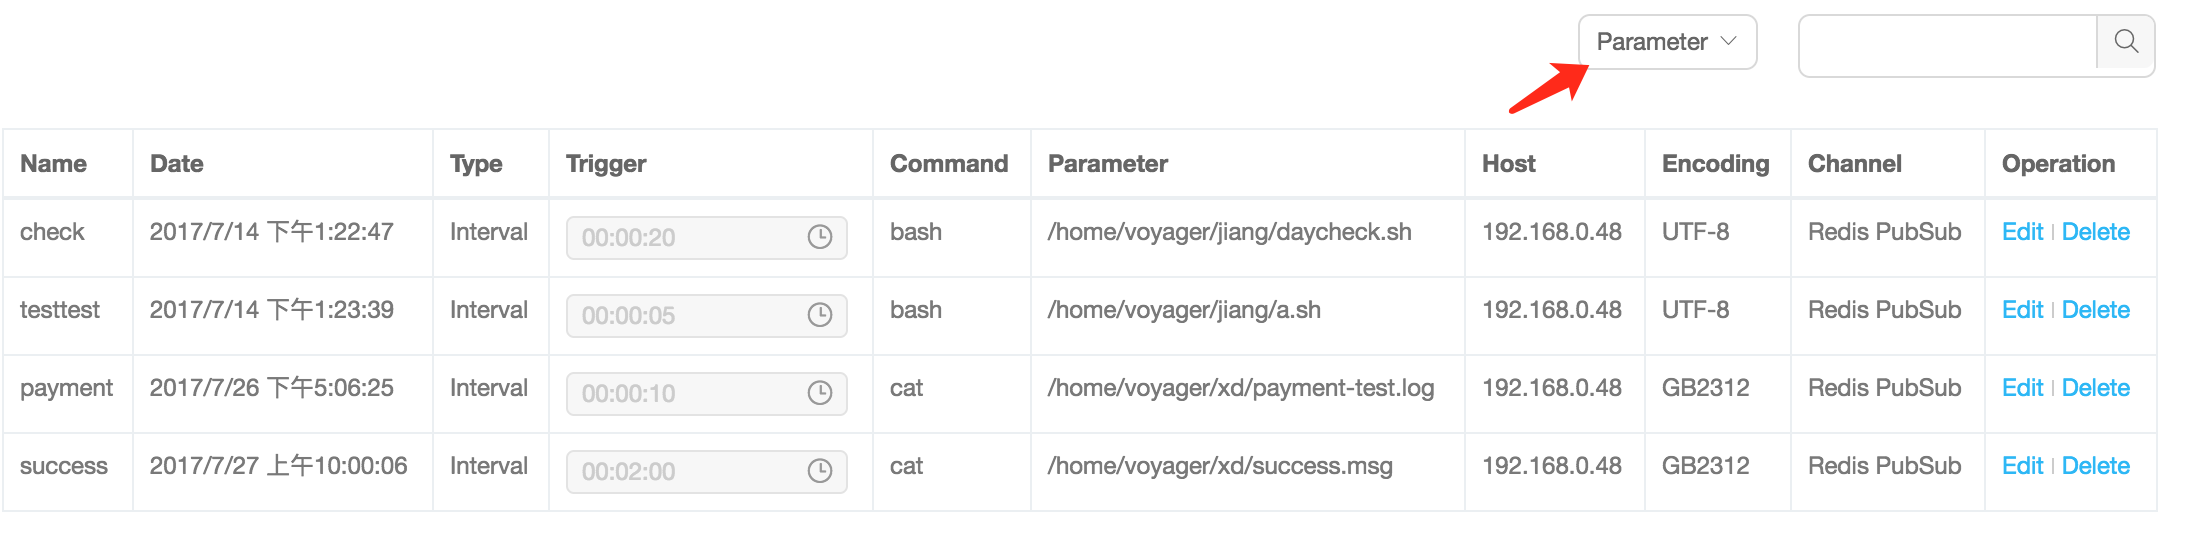 Parameter
Name Date Type Trigger Command Parameter Host Encoding Channel Operation
check 2017/7/14 下午1:22:47 Interval 00:00:20 bash /home/voyager/jiang/daycheck.sh 192.168.0.48 UTF-8 Redis PubSub Edit | Delete
testtest 2017/7/14 下午1:23:39 Interval 00:00:05 bash /home/voyager/jiang/a.sh 192.168.0.48 UTF-8 Redis PubSub Edit | Delete
payment 2017/7/26 下午5:06:25 Interval 00:00:10 cat /home/voyager/xd/payment-test.log 192.168.0.48 GB2312 Redis PubSub Edit | Delete
success 2017/7/27 上午10:00:06 Interval 00:02:00 cat /home/voyager/xd/success.msg 192.168.0.48 GB2312 Redis PubSub Edit | Delete